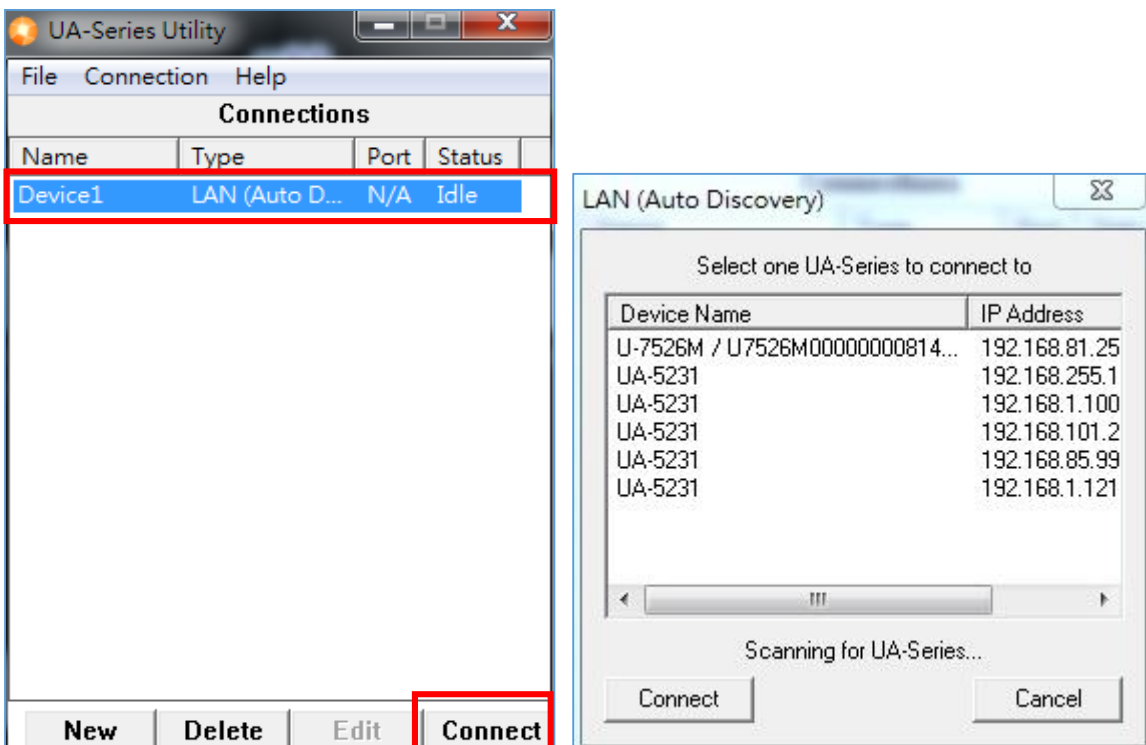 UA-Series Utility
File Connection Help
Connections
Name Type Port Status
Device1 LAN (Auto D... N/A Idle
New Delete Edit Connect
LAN (Auto Discovery)
Select one UA-Series to connect to
Device Name IP Address
U-7526M / U7526M00000000814... 192.168.81.25
UA-5231 192.168.255.1
UA-5231 192.168.1.100
UA-5231 192.168.101.2
UA-5231 192.168.85.99
UA-5231 192.168.1.121
Scanning for UA-Series...
Connect Cancel